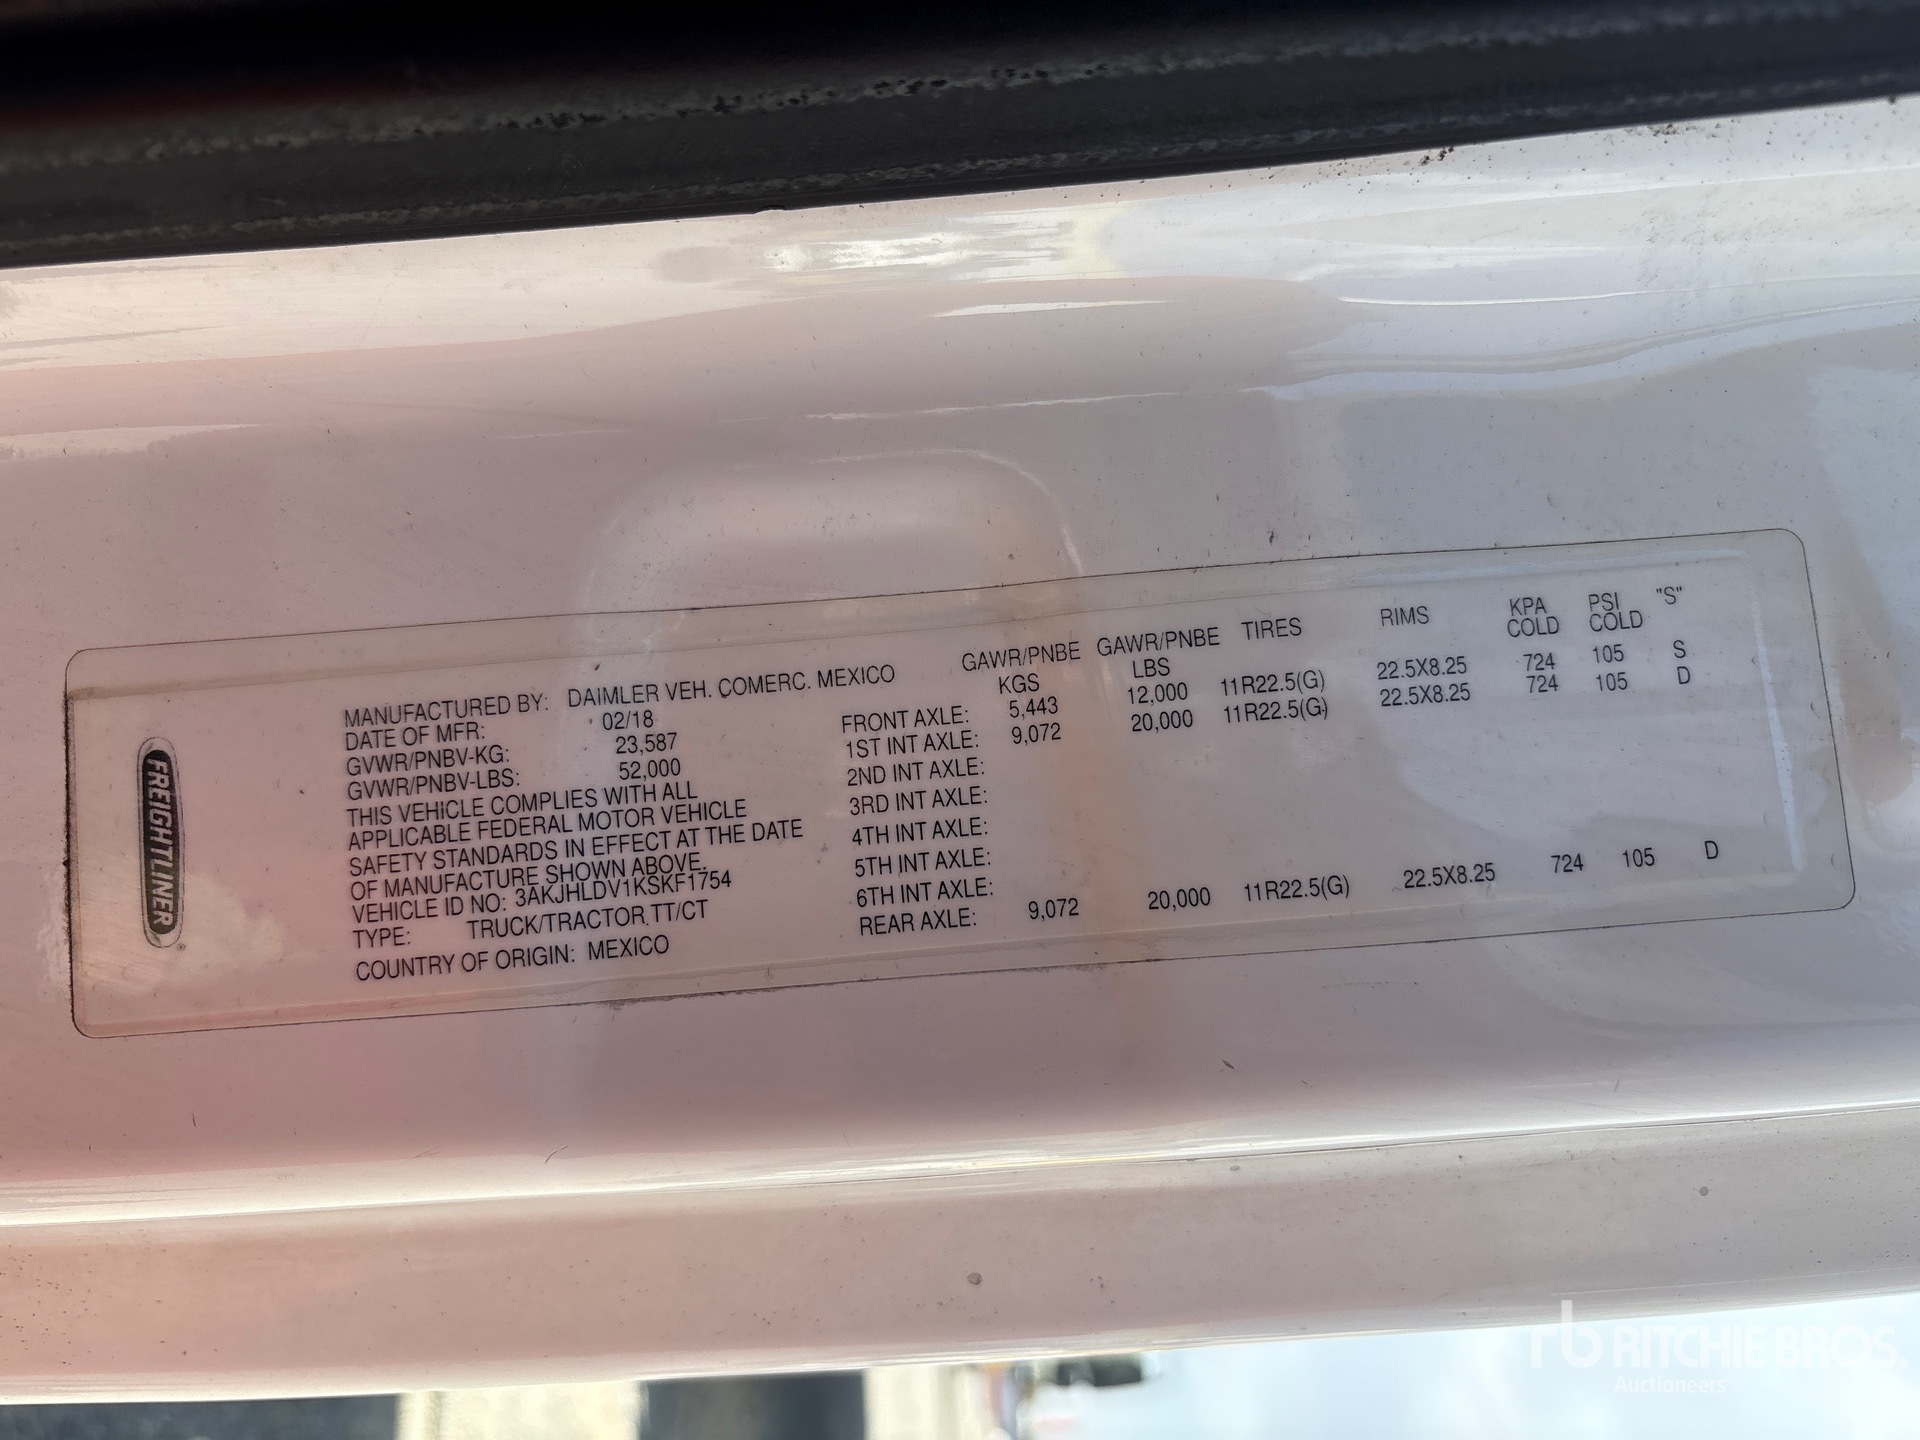 FREIGHTLINER
MANUFACTURED BY: DAIMLER VEH. COMERC. MEXICO
DATE OF MFR: 02/18
GVWR/PNBV-KG: 23,587
GVWR/PNBV-LBS: 52,000
THIS VEHICLE COMPLIES WITH ALL
APPLICABLE FEDERAL MOTOR VEHICLE
SAFETY STANDARDS IN EFFECT AT THE DATE
OF MANUFACTURE SHOWN ABOVE.
VEHICLE ID NO: 3AKJHLDV1KSKF1754
TYPE: TRUCK/TRACTOR,TT/CT
COUNTRY OF ORIGIN: MEXICO
GAWR/PNBE KGS GAWR/PNBE LBS TIRES RIMS KPA COLD PSI COLD "S"
FRONT AXLE: 5,443 12,000 11R22.5(G) 22.5X8.25 724 105 S
1ST INT AXLE: 9,072 20,000 11R22.5(G) 22.5X8.25 724 105 D
2ND INT AXLE:
3RD INT AXLE:
4TH INT AXLE:
5TH INT AXLE:
6TH INT AXLE:
REAR AXLE: 9,072 20,000 11R22.5(G) 22.5X8.25 724 105 D
rb RITCHIE BROS.
Auctioneers